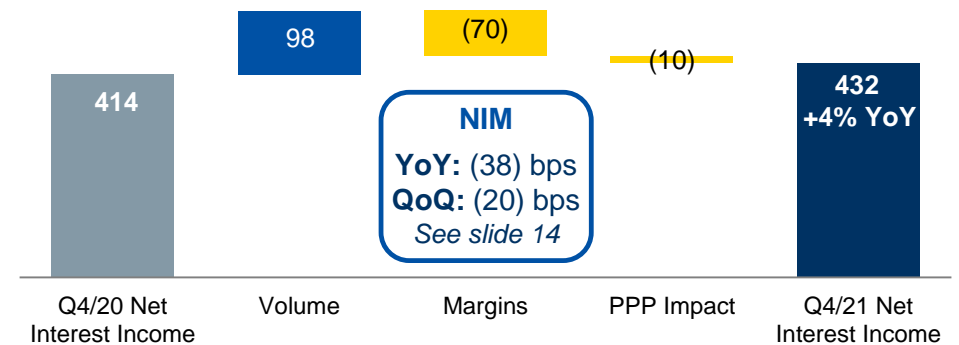 98
(70)
(10)
414
432
+4% YoY
NIM
YoY: (38) bps
QoQ: (20) bps
See slide 14
Q4/20 Net
Interest Income
Volume
Margins
PPP Impact
Q4/21 Net
Interest Income